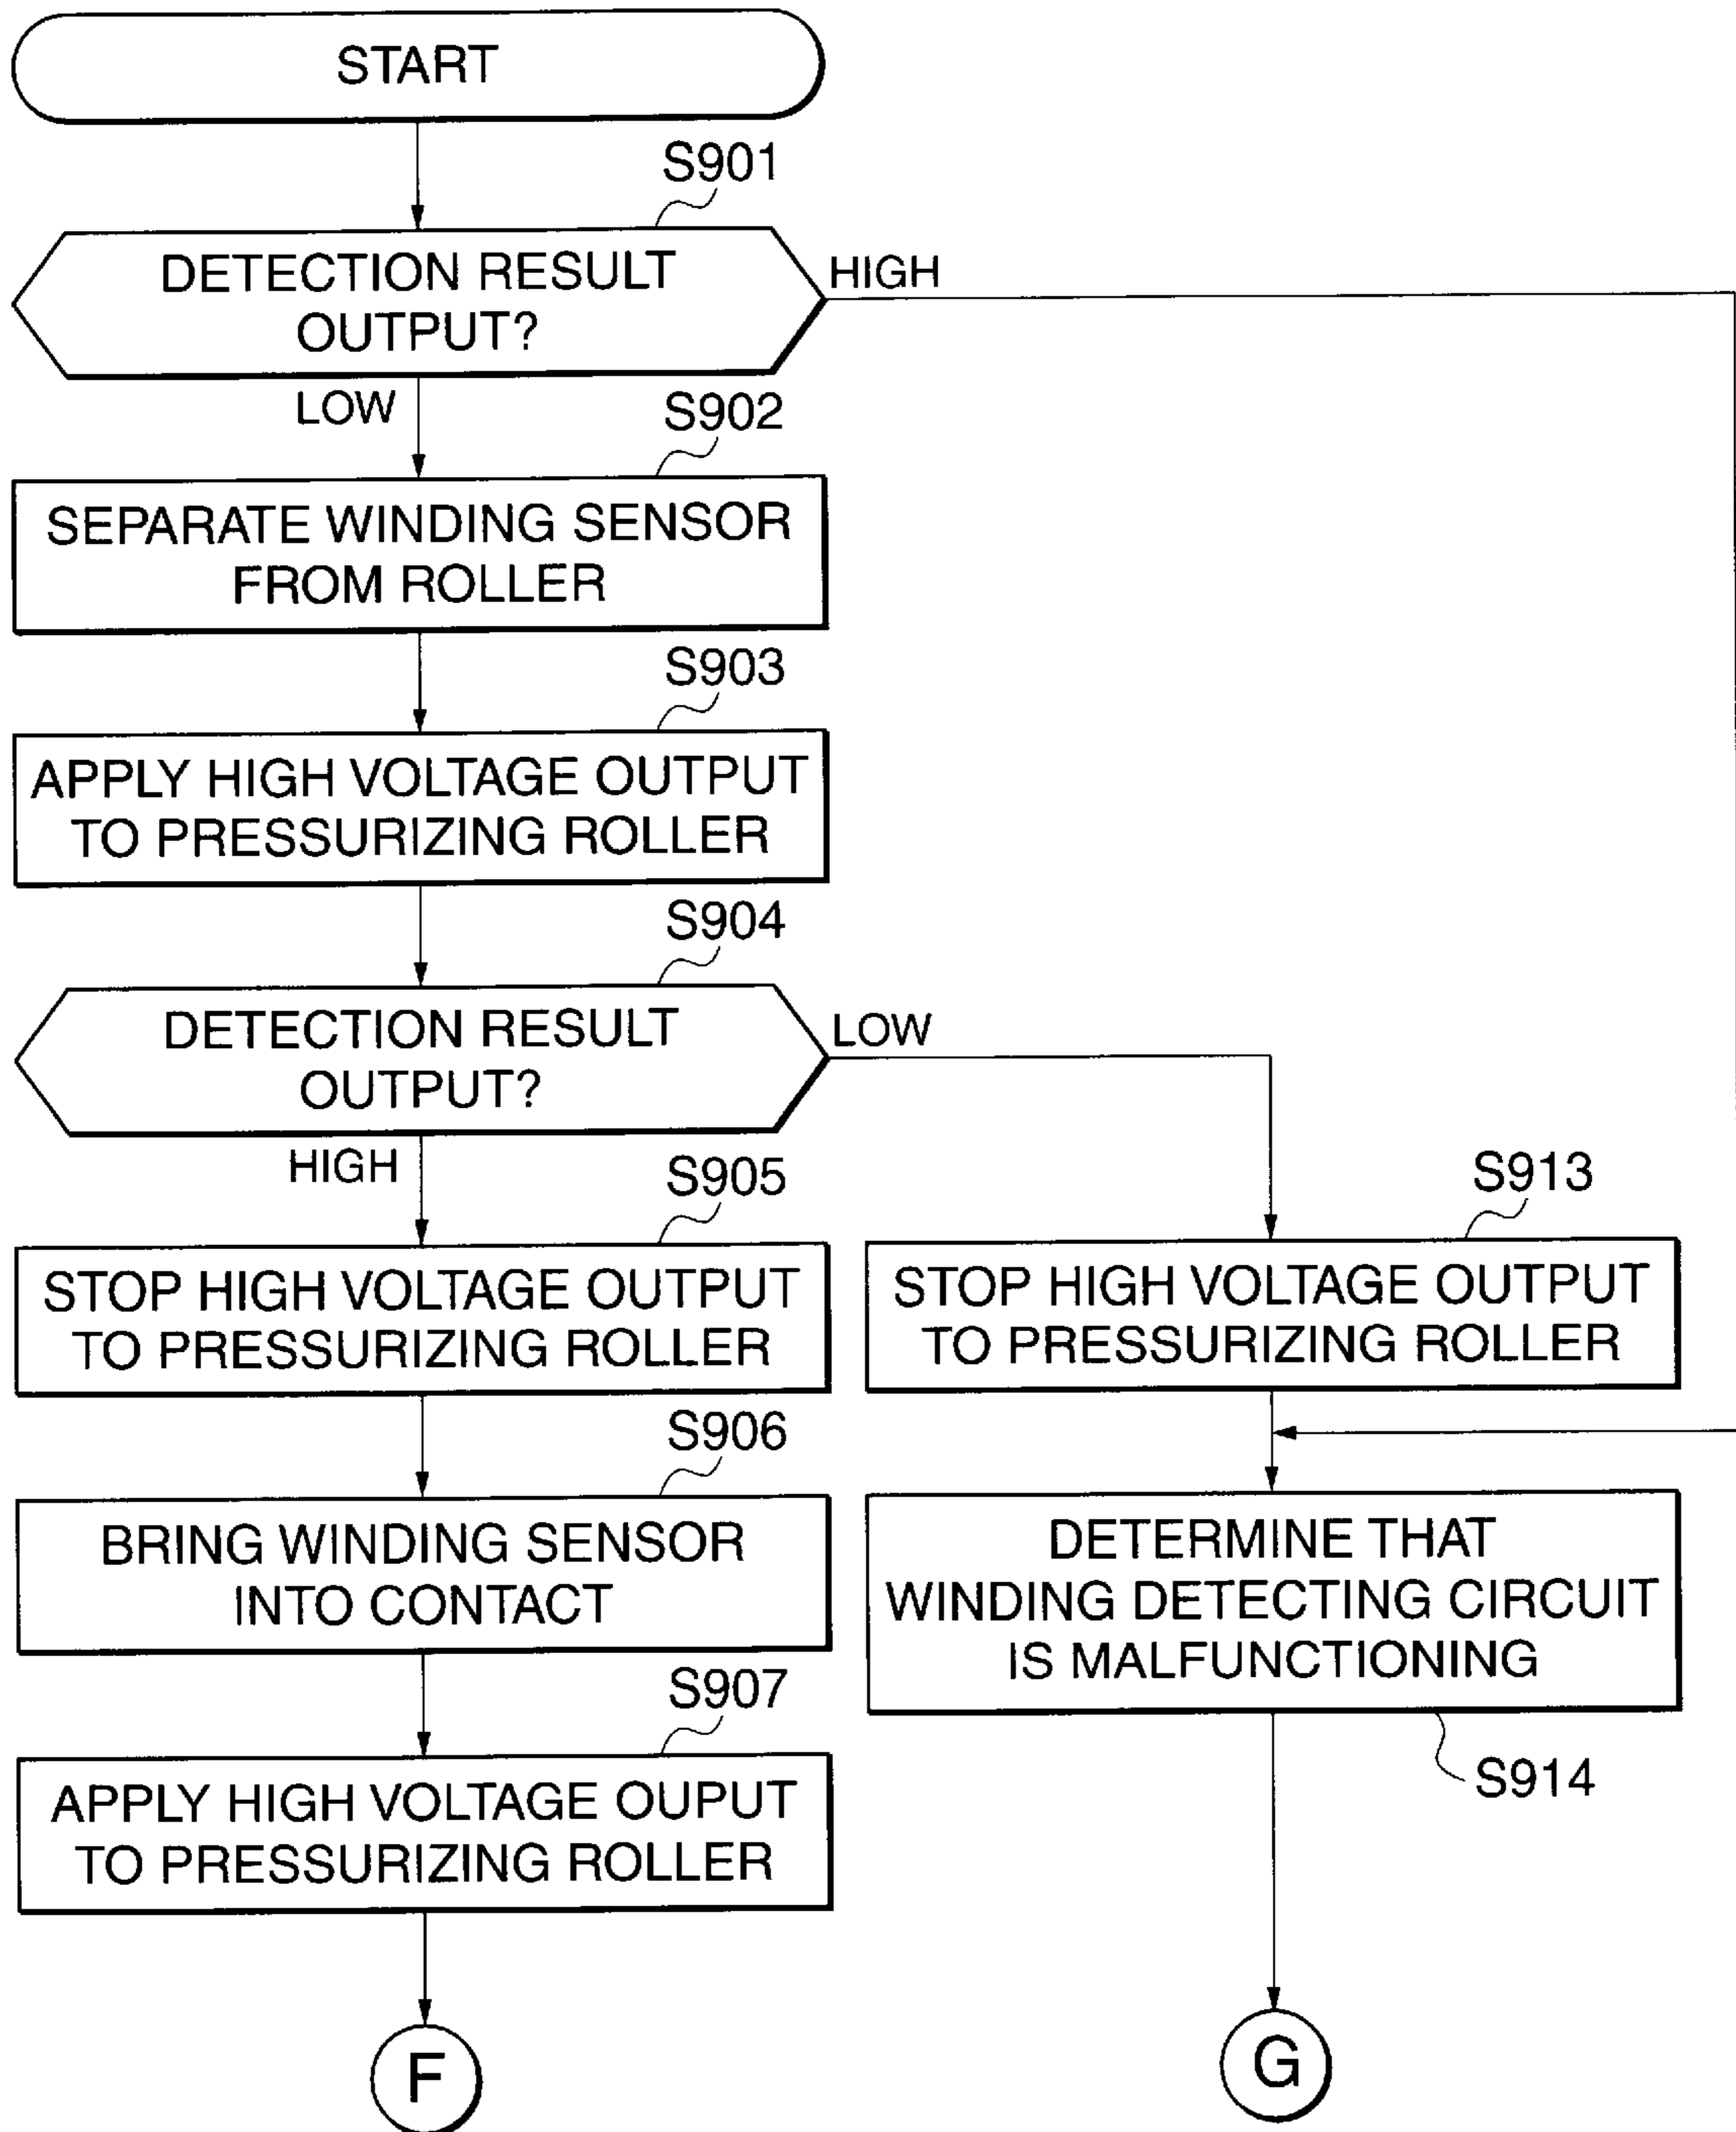 START
S901
DETECTION RESULT
OUTPUT?
HIGH
LOW
S902
SEPARATE WINDING SENSOR
FROM ROLLER
S903
APPLY HIGH VOLTAGE OUTPUT
TO PRESSURIZING ROLLER
S904
DETECTION RESULT
OUTPUT?
LOW
HIGH
S905
STOP HIGH VOLTAGE OUTPUT
TO PRESSURIZING ROLLER
S913
STOP HIGH VOLTAGE OUTPUT
TO PRESSURIZING ROLLER
S906
BRING WINDING SENSOR
INTO CONTACT
DETERMINE THAT
WINDING DETECTING CIRCUIT
IS MALFUNCTIONING
S914
S907
APPLY HIGH VOLTAGE OUPUT
TO PRESSURIZING ROLLER
F
G